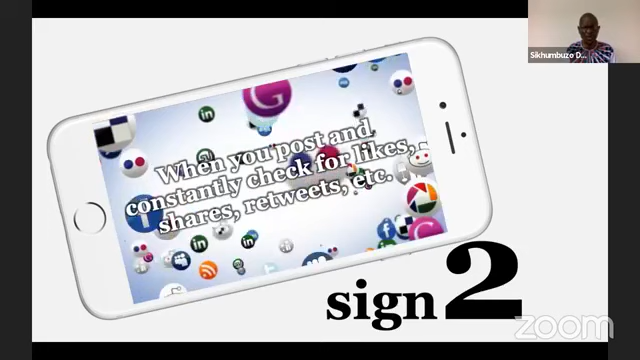 Sikhumbuzo D...
When you post and
constantly check for likes,
shares, retweets, etc.
sign 2
zoom